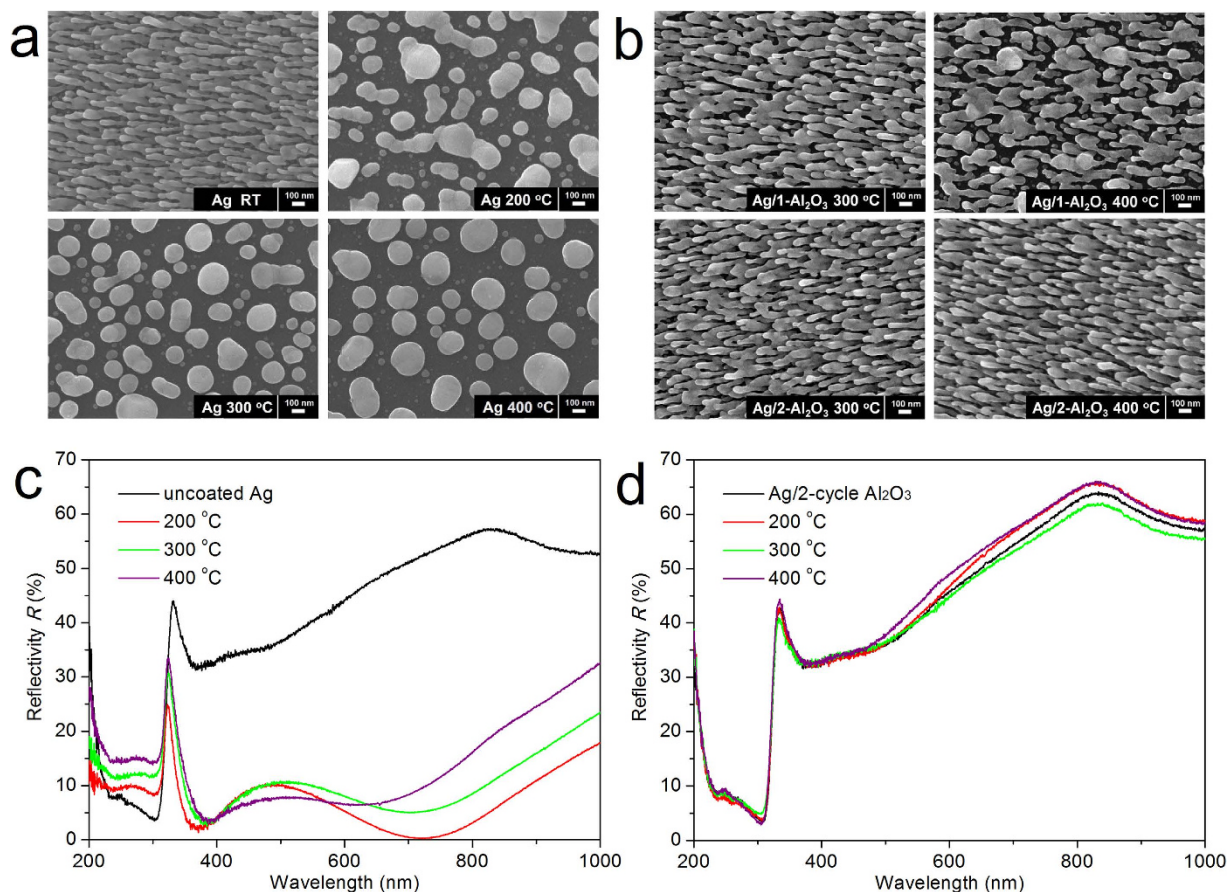 a
Ag RT
100 nm
Ag 200 °C
100 nm
Ag 300 °C
100 nm
Ag 400 °C
100 nm
b
Ag/1-Al₂O₃ 300 °C
100 nm
Ag/1-Al₂O₃ 400 °C
100 nm
Ag/2-Al₂O₃ 300 °C
100 nm
Ag/2-Al₂O₃ 400 °C
100 nm
c
uncoated Ag
200 °C
300 °C
400 °C
Reflectivity R (%)
70
60
50
40
30
20
10
0
200 400 600 800 1000
Wavelength (nm)
d
Ag/2-cycle Al₂O₃
200 °C
300 °C
400 °C
Reflectivity R (%)
70
60
50
40
30
20
10
0
200 400 600 800 1000
Wavelength (nm)